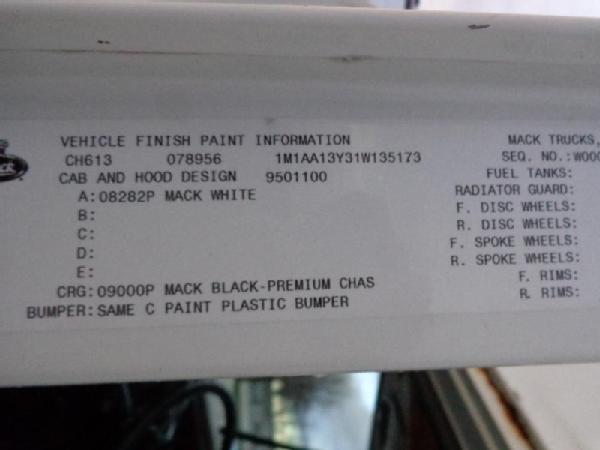 VEHICLE FINISH PAINT INFORMATION MACK TRUCKS,
CH613 078956 1M1AA13Y31W135173 SEQ. NO.:W000
CAB AND HOOD DESIGN 9501100 FUEL TANKS:
A:08282P MACK WHITE RADIATOR GUARD:
B: F. DISC WHEELS:
C: R. DISC WHEELS:
D: F. SPOKE WHEELS:
E: R. SPOKE WHEELS:
F. RIMS:
CRG:09000P MACK BLACK-PREMIUM CHAS R. RIMS:
BUMPER:SAME C PAINT PLASTIC BUMPER